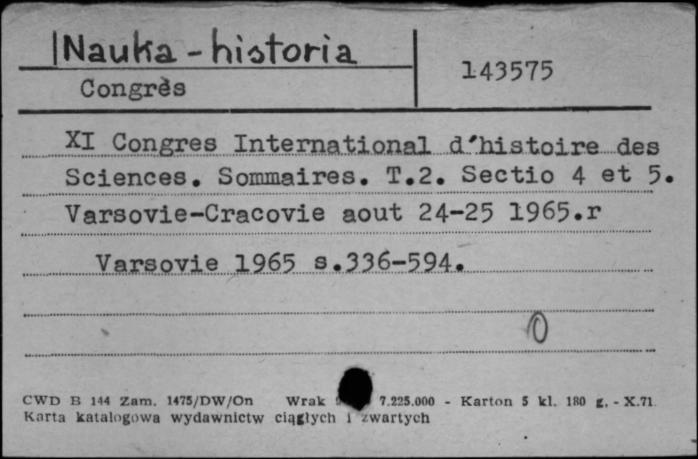 Nauka - historia
Congrès
143575
XI Congres International d'histoire des
Sciences. Sommaires. T.2. Sectio 4 et 5.
Varsovie-Cracovie aout 24-25 1965.r
Varsovie 1965 s.336-594.
0
CWD B 144 Zam. 1475/DW/On Wrak 7.225.000 - Karton 5 kl. 180 g. - X.71.
Karta katalogowa wydawnictw ciągłych i zwartych